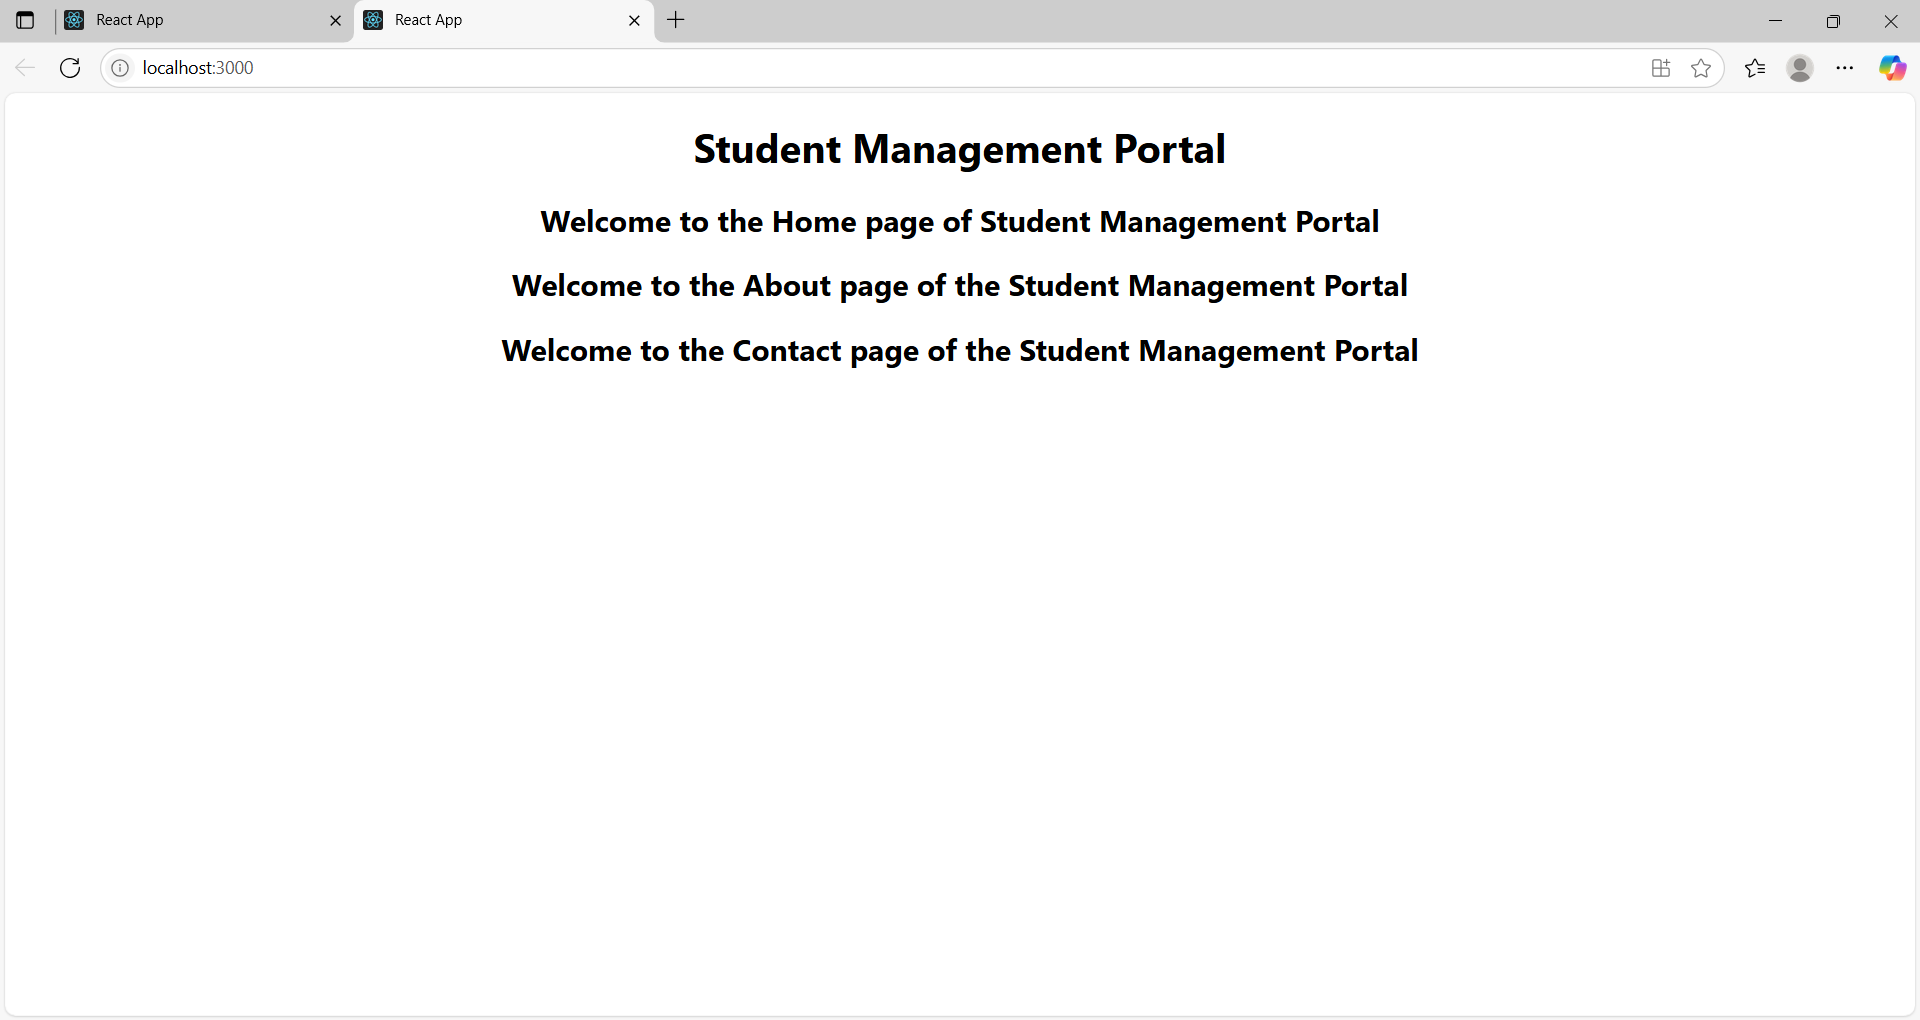 React App
React App
localhost:3000
Student Management Portal
Welcome to the Home page of Student Management Portal
Welcome to the About page of the Student Management Portal
Welcome to the Contact page of the Student Management Portal